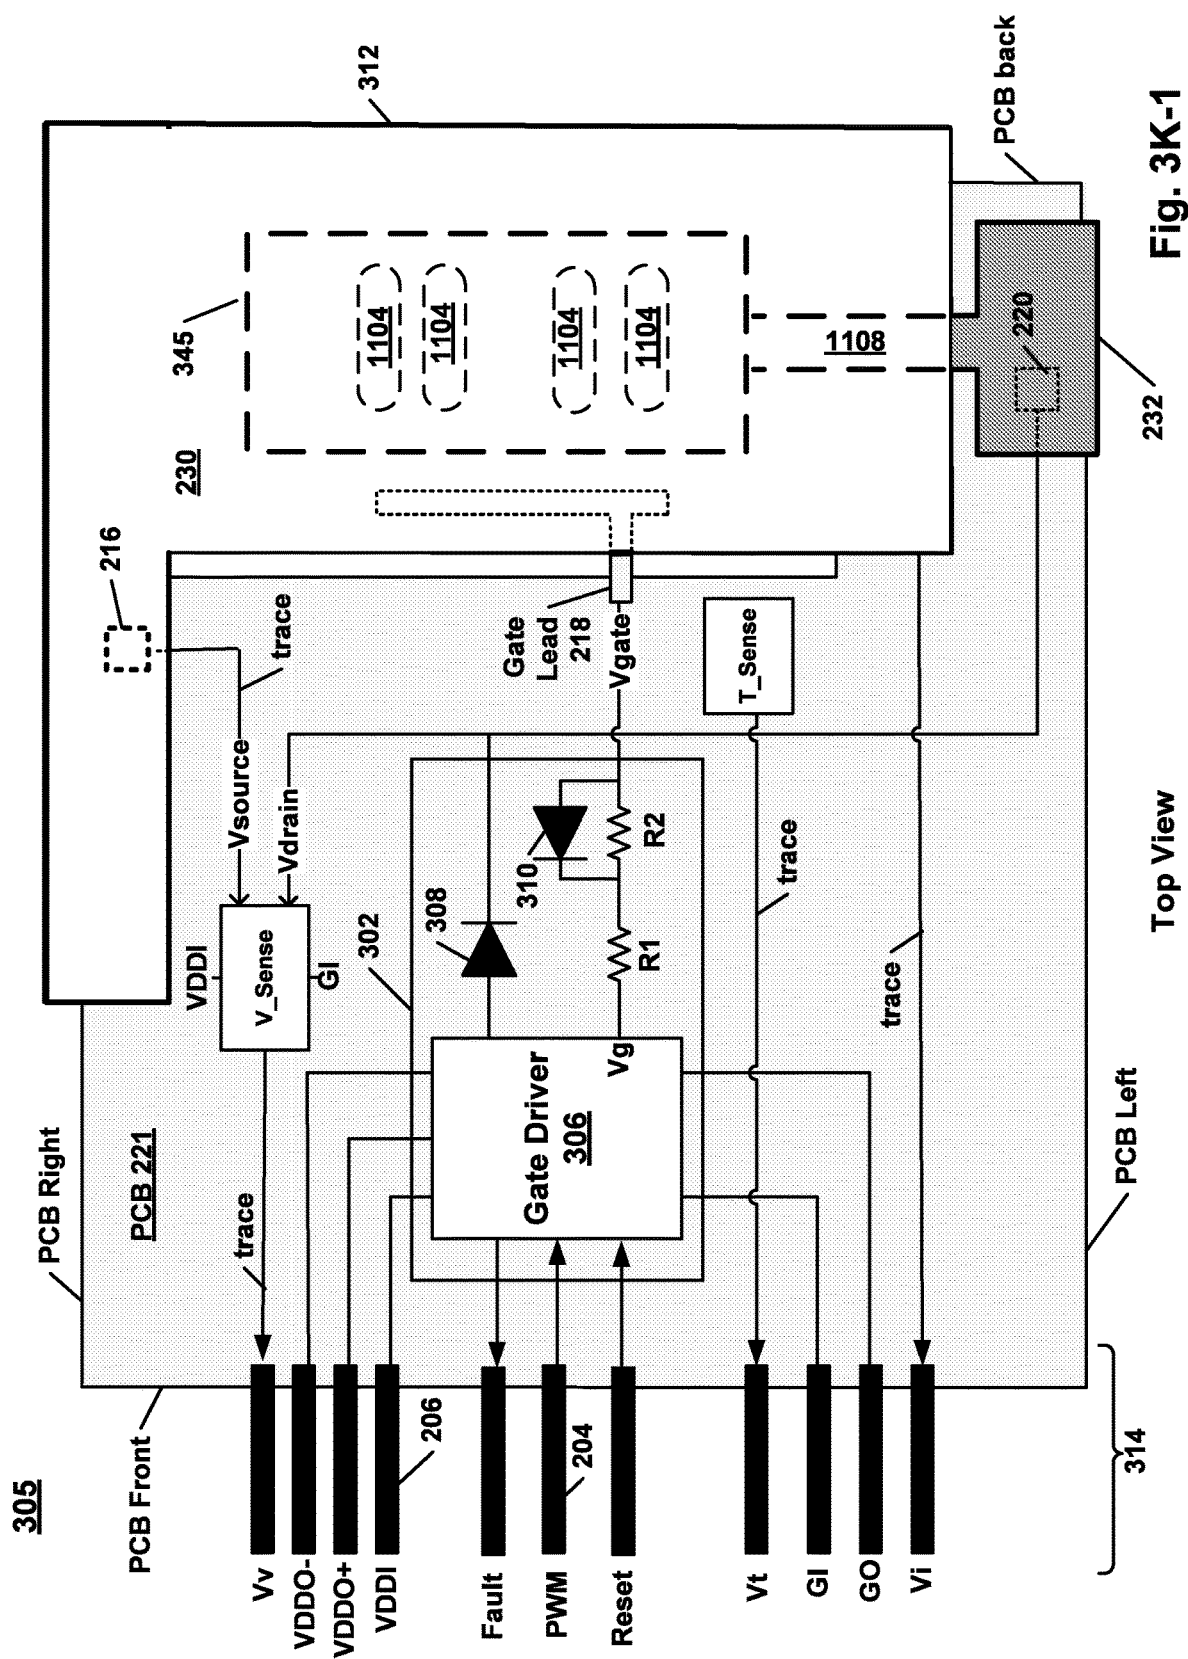 305
PCB Front
PCB Right
PCB 221
312
216
230
345
1104
1104
1104
1104
1108
220
232
PCB back
VDDI
V_Sense
GI
Vsource
Vdrain
trace
trace
Gate
Lead
218
Vgate
T_Sense
302
308
310
R1
R2
Gate Driver
306
Vg
trace
trace
Vv
VDDO-
VDDO+
VDDI
206
Fault
PWM
204
Reset
Vt
GI
GO
Vi
314
PCB Left
Top View
Fig. 3K-1